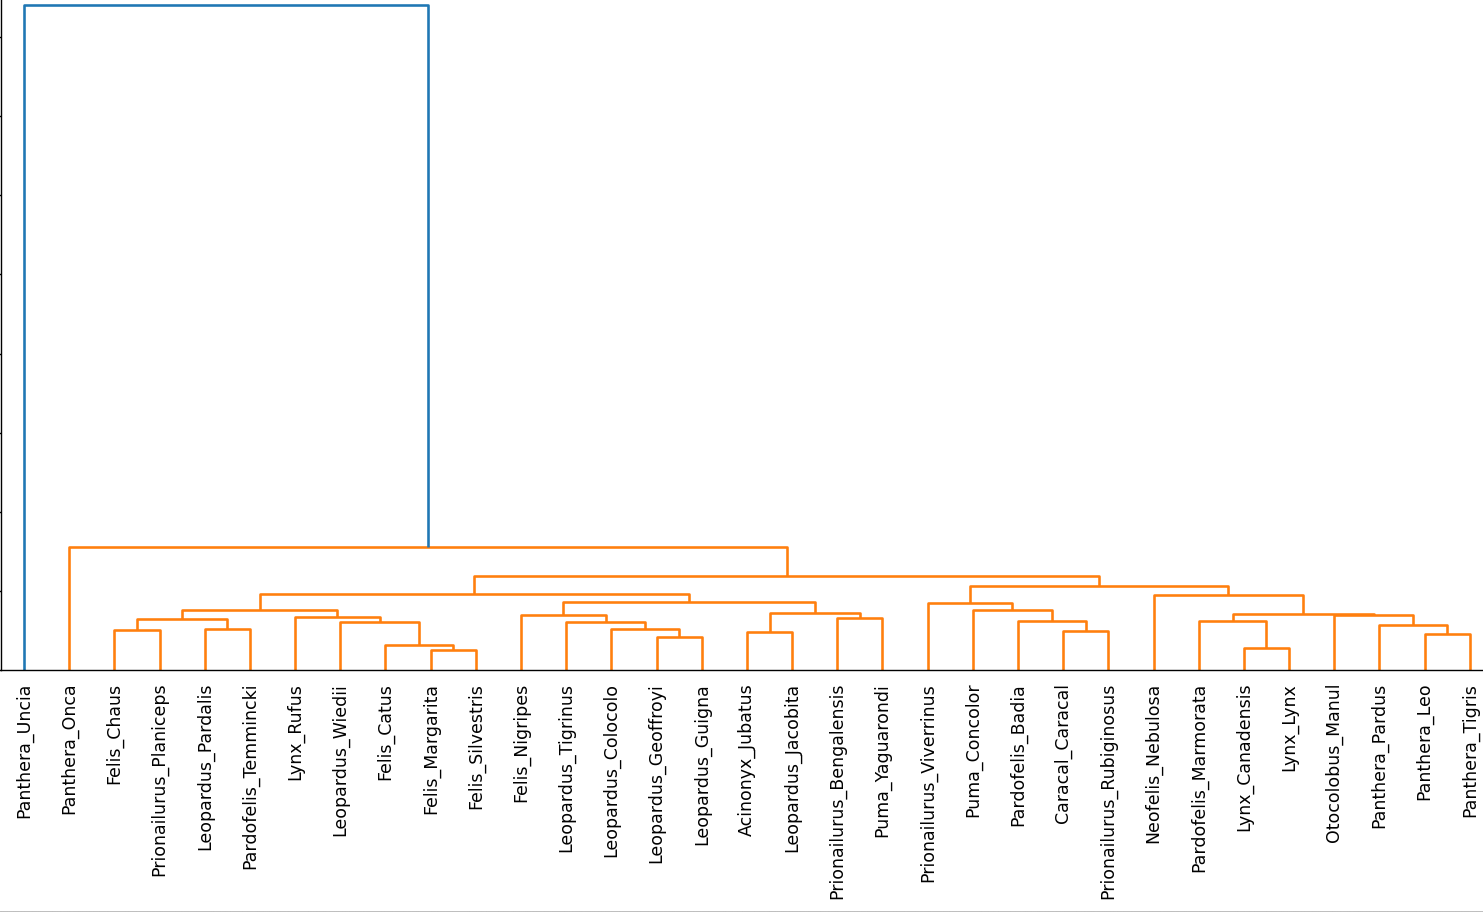 Panthera_Uncia
Panthera_Onca
Felis_Chaus
Prionailurus_Planiceps
Leopardus_Pardalis
Pardofelis_Temmincki
Lynx_Rufus
Leopardus_Wiedii
Felis_Catus
Felis_Margarita
Felis_Silvestris
Felis_Nigripes
Leopardus_Tigrinus
Leopardus_Colocolo
Leopardus_Geoffroyi
Leopardus_Guigna
Acinonyx_Jubatus
Leopardus_Jacobita
Prionailurus_Bengalensis
Puma_Yaguarondi
Prionailurus_Viverrinus
Puma_Concolor
Pardofelis_Badia
Caracal_Caracal
Prionailurus_Rubiginosus
Neofelis_Nebulosa
Pardofelis_Marmorata
Lynx_Canadensis
Lynx_Lynx
Otocolobus_Manul
Panthera_Pardus
Panthera_Leo
Panthera_Tigris